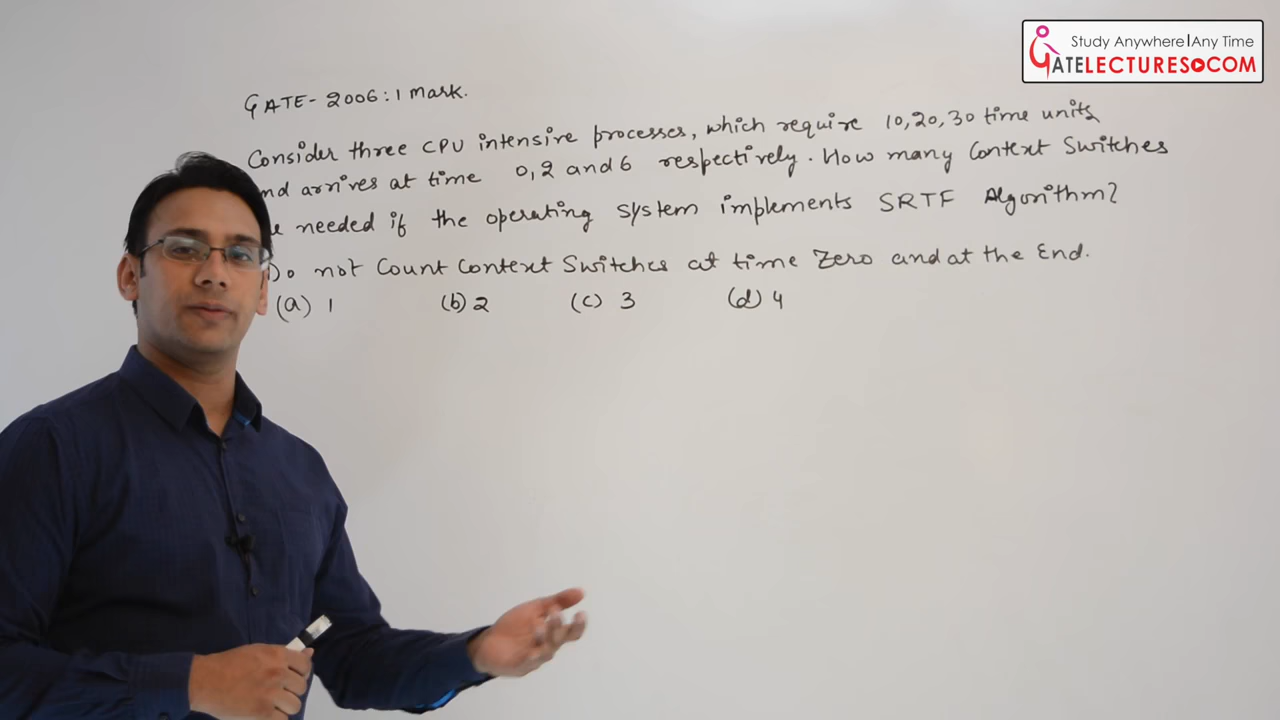 Study Anywhere|Any Time
GATELECTURES.COM
GATE-2006:1 Mark.
Consider three CPU intensive processes, which require 10,20,30 time units
arrives at time 0,2 and 6 respectively. How many Context Switches
needed if the operating system implements SRTF Algorithm?
Do not Count Context Switches at time Zero and at the End.
(a) 1 (b) 2 (c) 3 (d) 4